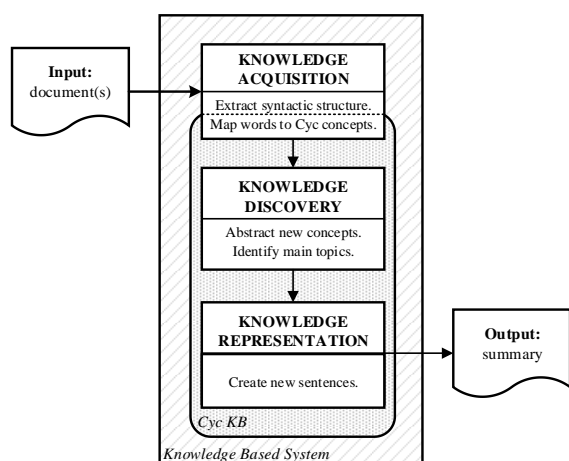 Input:
document(s)
KNOWLEDGE
ACQUISITION
Extract syntactic structure.
Map words to Cyc concepts.
KNOWLEDGE
DISCOVERY
Abstract new concepts.
Identify main topics.
KNOWLEDGE
REPRESENTATION
Create new sentences.
Output:
summary
Cyc KB
Knowledge Based System